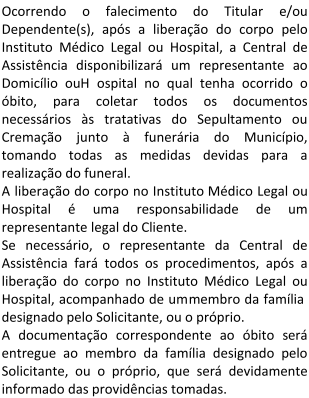 Ocorrendo o falecimento do Titular e/ou
Dependente(s), após a liberação do corpo pelo
Instituto Médico Legal ou Hospital, a Central de
Assistência disponibilizará um representante ao
Domicílio ouH ospital no qual tenha ocorrido o
óbito, para coletar todos os documentos
necessários às tratativas do Sepultamento ou
Cremação junto à funerária do Município,
tomando todas as medidas devidas para a
realização do funeral.
A liberação do corpo no Instituto Médico Legal ou
Hospital é uma responsabilidade de um
representante legal do Cliente.
Se necessário, o representante da Central de
Assistência fará todos os procedimentos, após a
liberação do corpo no Instituto Médico Legal ou
Hospital, acompanhado de ummembro da família
designado pelo Solicitante, ou o próprio.
A documentação correspondente ao óbito será
entregue ao membro da família designado pelo
Solicitante, ou o próprio, que será devidamente
informado das providências tomadas.